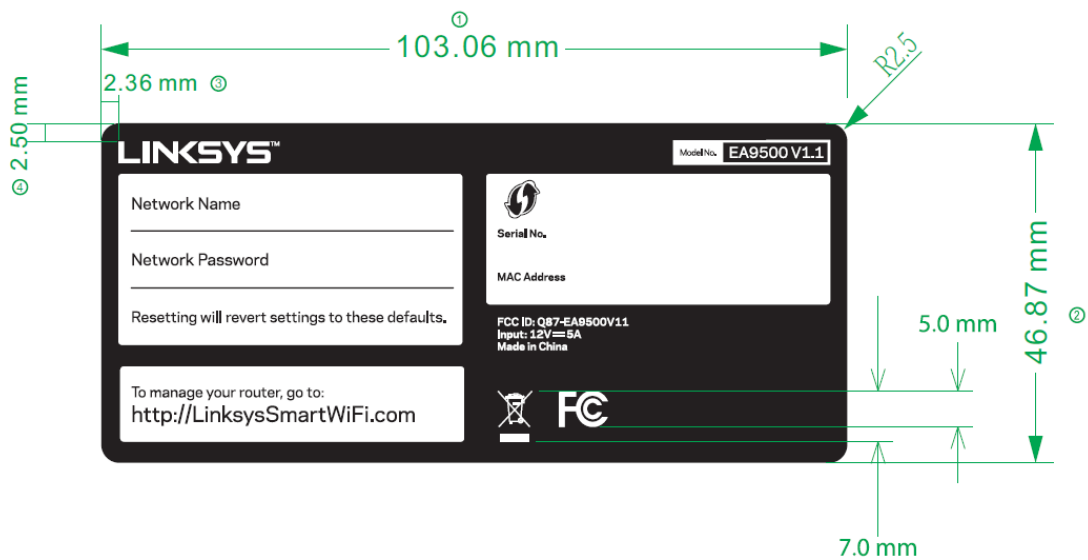 ①
103.06 mm
R2.5
2.36 mm ③
④ 2.50 mm
LINKSYS™
Model No. EA9500 V1.1
Network Name
Network Password
Resetting will revert settings to these defaults.
Serial No.
MAC Address
FCC ID: Q87-EA9500V11
Input: 12V⎓5A
Made in China
To manage your router, go to:
http://LinksysSmartWiFi.com
FC
5.0 mm
7.0 mm
46.87 mm ②